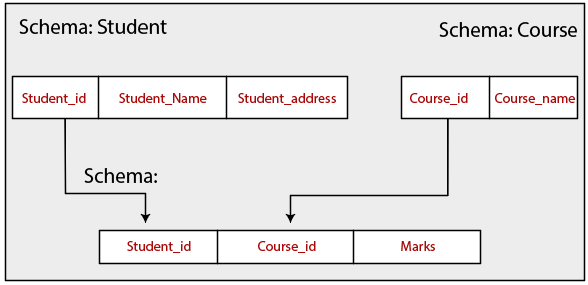 Schema: Student
Schema: Course
Student_id Student_Name Student_address
Course_id Course_name
Schema:
Student_id Course_id Marks